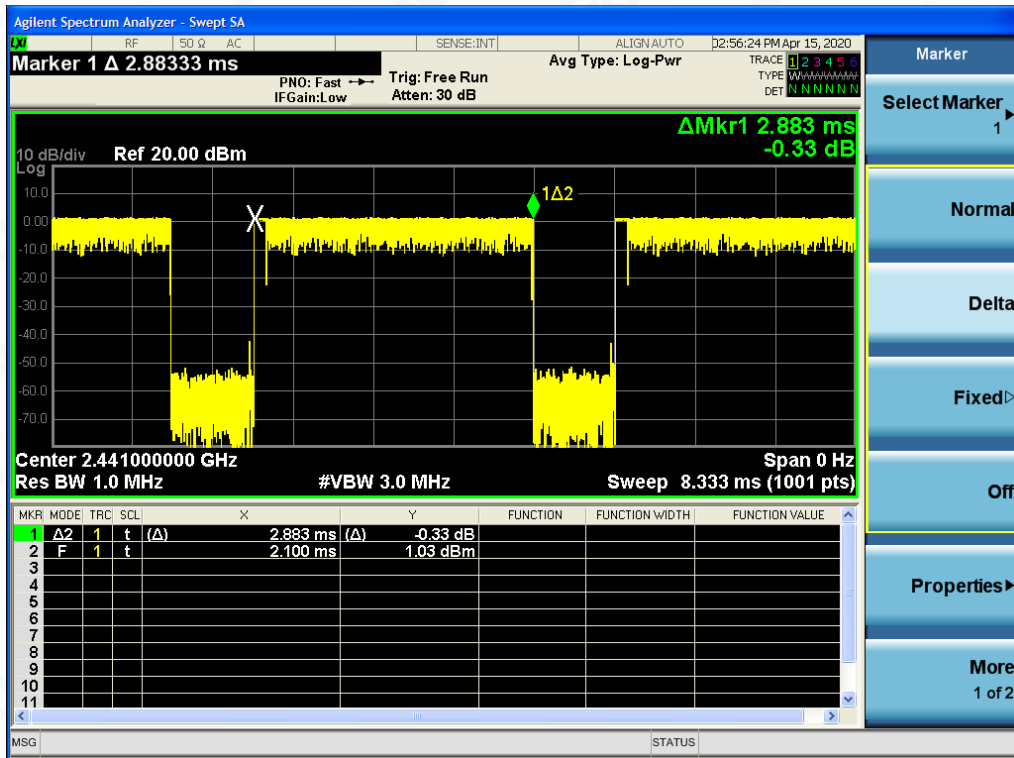 Agilent Spectrum Analyzer - Swept SA
LXI RF 50 Ω AC SENSE:INT ALIGN AUTO 02:56:24 PM Apr 15, 2020
Marker 1 Δ 2.88333 ms
PNO: Fast
IFGain:Low
Trig: Free Run
Atten: 30 dB
Avg Type: Log-Pwr
TRACE 1 2 3 4 5 6
TYPE WWWWWW
DET N N N N N N
ΔMkr1 2.883 ms
-0.33 dB
10 dB/div Ref 20.00 dBm
Log
10.0
0.00
-10.0
-20.0
-30.0
-40.0
-50.0
-60.0
-70.0
X
1Δ2
Center 2.441000000 GHz Span 0 Hz
Res BW 1.0 MHz #VBW 3.0 MHz Sweep 8.333 ms (1001 pts)
MKR MODE TRC SCL X Y FUNCTION FUNCTION WIDTH FUNCTION VALUE
1 Δ2 1 t (Δ) 2.883 ms (Δ) -0.33 dB
2 F 1 t 2.100 ms 1.03 dBm
3
4
5
6
7
8
9
10
11
MSG STATUS
Marker
Select Marker
1
Normal
Delta
Fixed
Off
Properties
More
1 of 2